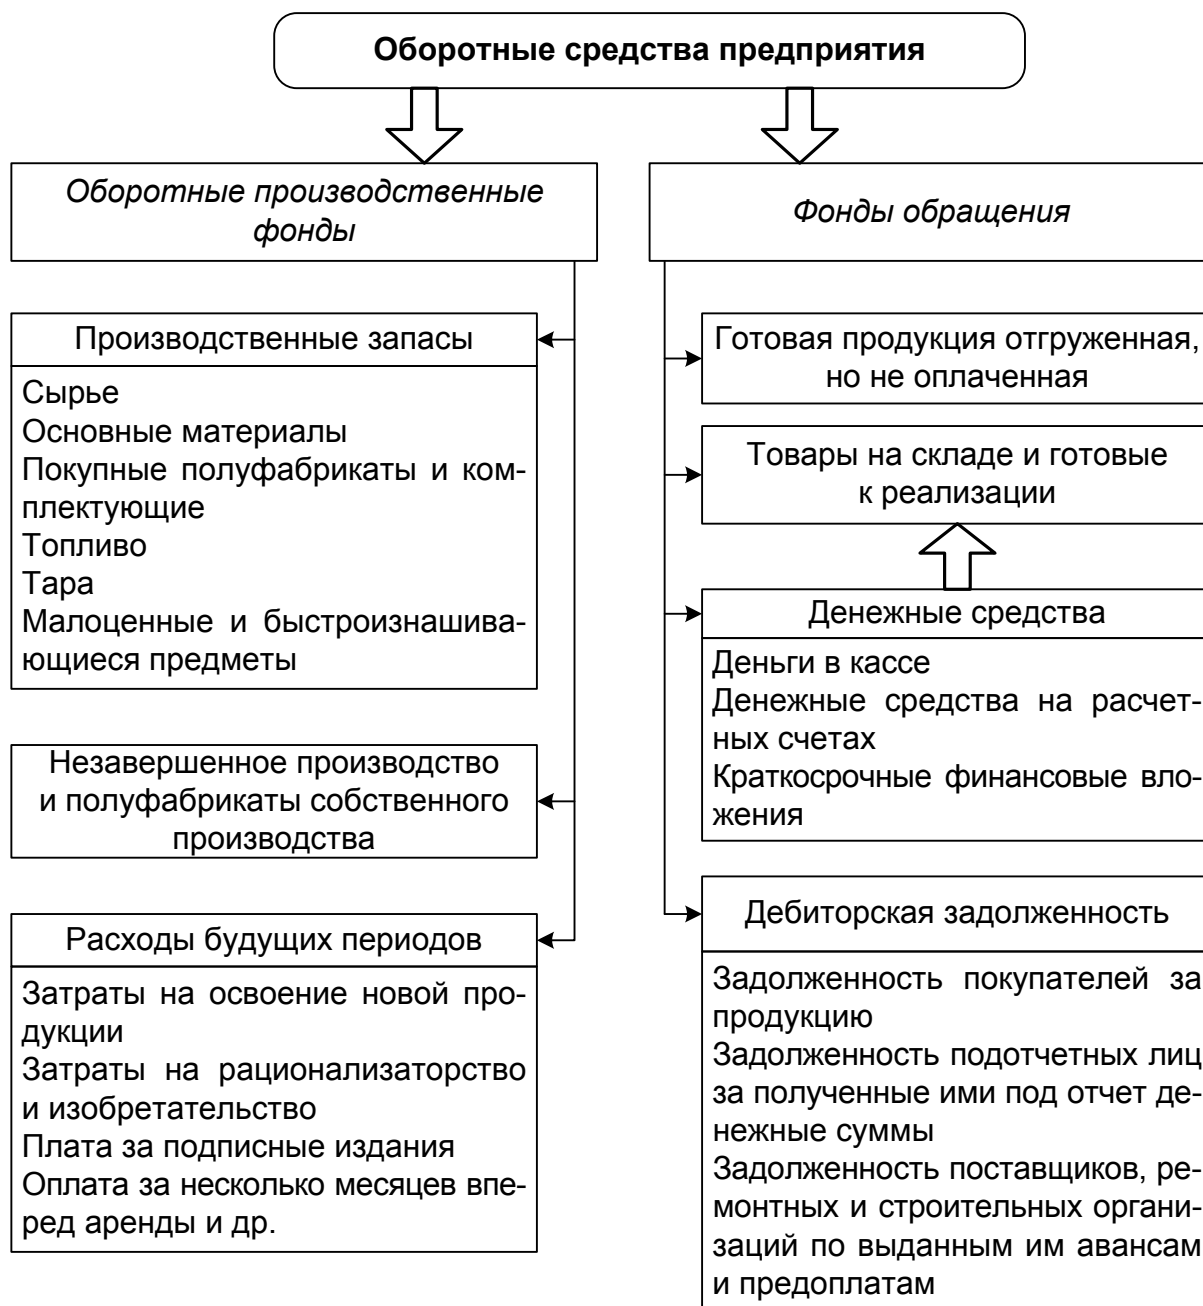 Оборотные средства предприятия
Оборотные производственные
фонды
Производственные запасы
Сырье
Основные материалы
Покупные полуфабрикаты и ком-
плектующие
Топливо
Тара
Малоценные и быстроизнашива-
ющиеся предметы
Незавершенное производство
и полуфабрикаты собственного
производства
Расходы будущих периодов
Затраты на освоение новой про-
дукции
Затраты на рационализаторство
и изобретательство
Плата за подписные издания
Оплата за несколько месяцев впе-
ред аренды и др.
Фонды обращения
Готовая продукция отгруженная,
но не оплаченная
Товары на складе и готовые
к реализации
Денежные средства
Деньги в кассе
Денежные средства на расчет-
ных счетах
Краткосрочные финансовые вло-
жения
Дебиторская задолженность
Задолженность покупателей за
продукцию
Задолженность подотчетных лиц
за полученные ими под отчет де-
нежные суммы
Задолженность поставщиков, ре-
монтных и строительных органи-
заций по выданным им авансам
и предоплатам